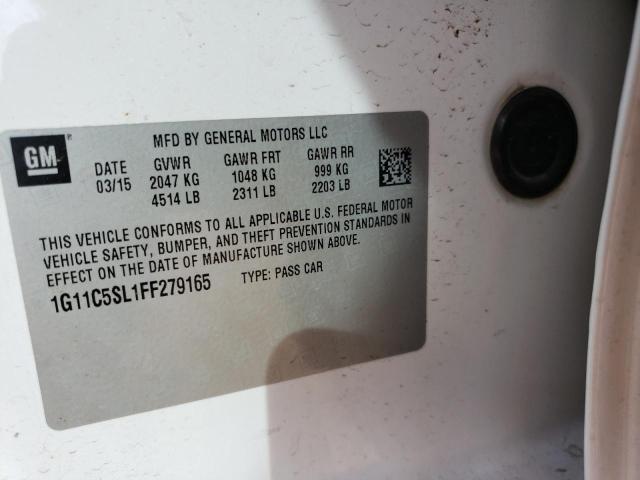 GM
MFD BY GENERAL MOTORS LLC
DATE GVWR GAWR FRT GAWR RR
03/15 2047 KG 1048 KG 999 KG
4514 LB 2311 LB 2203 LB
THIS VEHICLE CONFORMS TO ALL APPLICABLE U.S. FEDERAL MOTOR
VEHICLE SAFETY, BUMPER, AND THEFT PREVENTION STANDARDS IN
EFFECT ON THE DATE OF MANUFACTURE SHOWN ABOVE.
1G11C5SL1FF279165 TYPE: PASS CAR